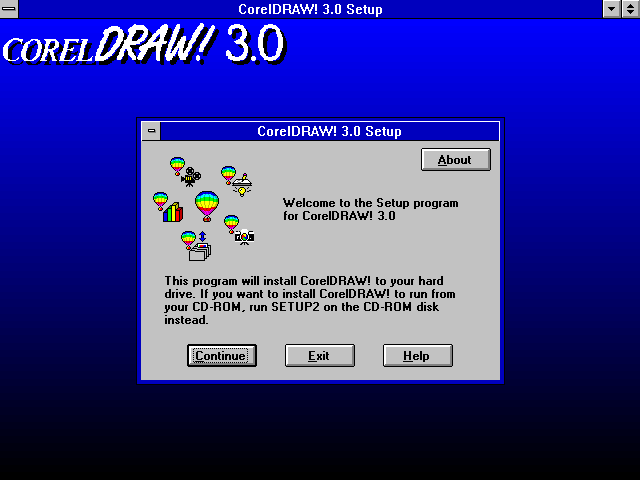 CorelDRAW! 3.0 Setup
COREL DRAW! 3.0
CorelDRAW! 3.0 Setup
About
Welcome to the Setup program
for CorelDRAW! 3.0
This program will install CorelDRAW! to your hard
drive. If you want to install CorelDRAW! to run from
your CD-ROM, run SETUP2 on the CD-ROM disk
instead.
Continue Exit Help